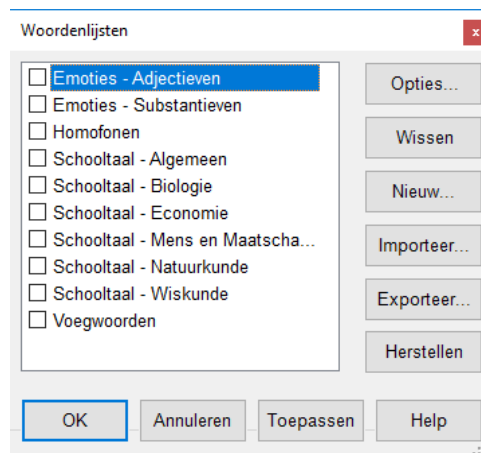 Woordenlijsten
x
Emoties - Adjectieven
Emoties - Substantieven
Homofonen
Schooltaal - Algemeen
Schooltaal - Biologie
Schooltaal - Economie
Schooltaal - Mens en Maatscha...
Schooltaal - Natuurkunde
Schooltaal - Wiskunde
Voegwoorden
Opties...
Wissen
Nieuw...
Importeer...
Exporteer...
Herstellen
OK Annuleren Toepassen Help